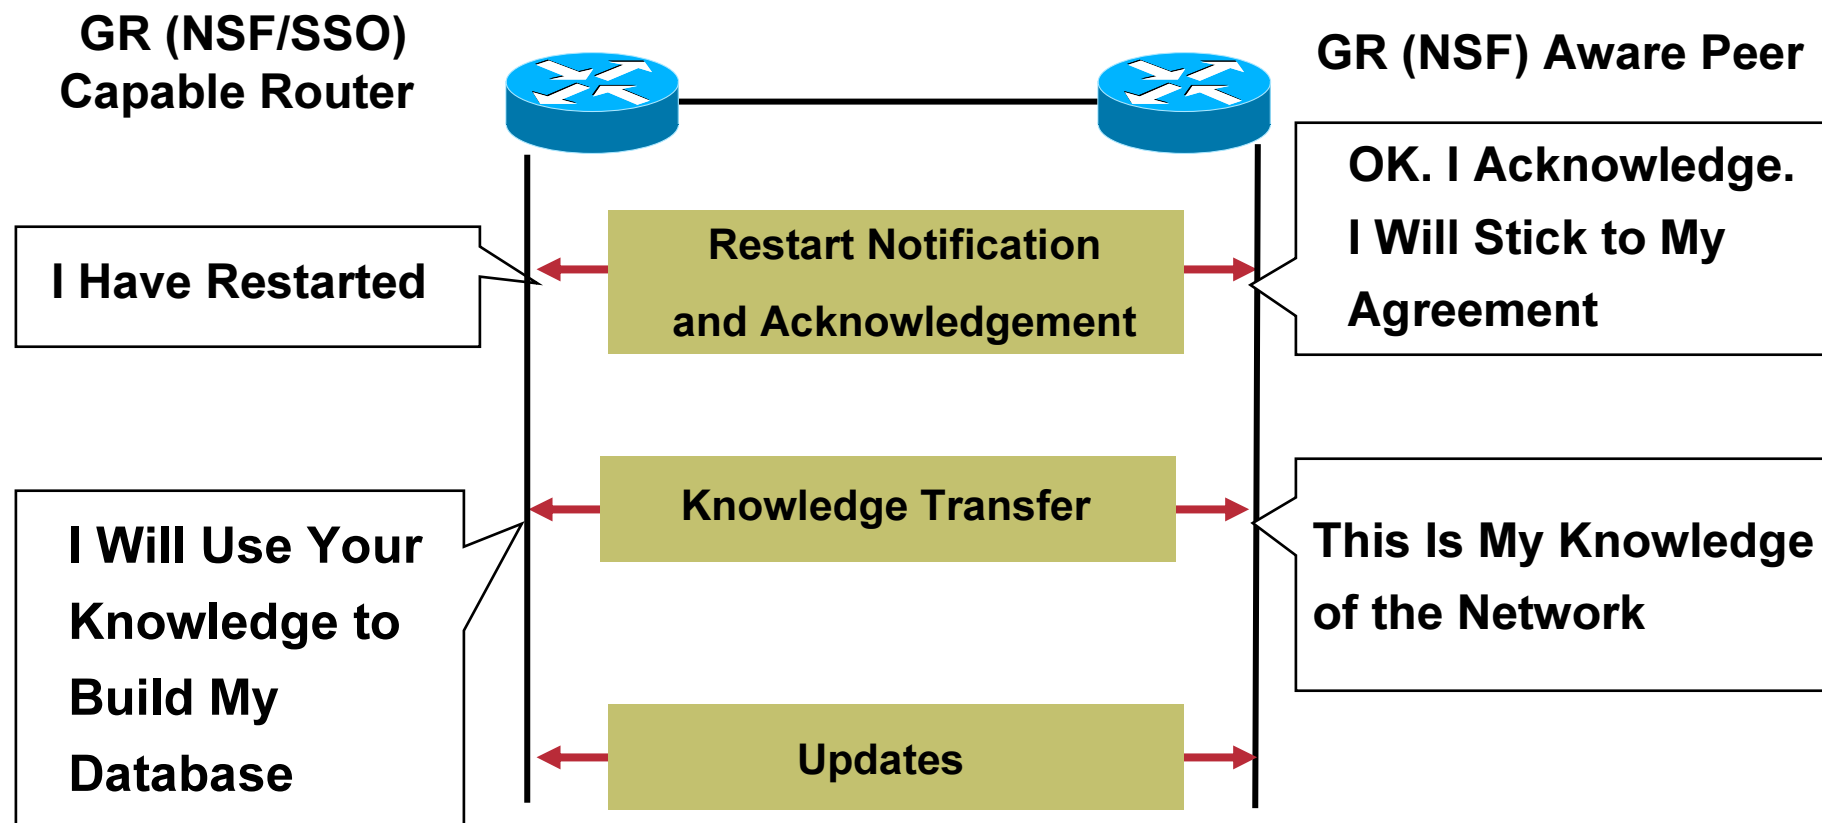 GR (NSF/SSO)
Capable Router
GR (NSF) Aware Peer
OK. I Acknowledge.
I Will Stick to My
Agreement
I Have Restarted
Restart Notification
and Acknowledgement
Knowledge Transfer
I Will Use Your
Knowledge to
Build My
Database
This Is My Knowledge
of the Network
Updates